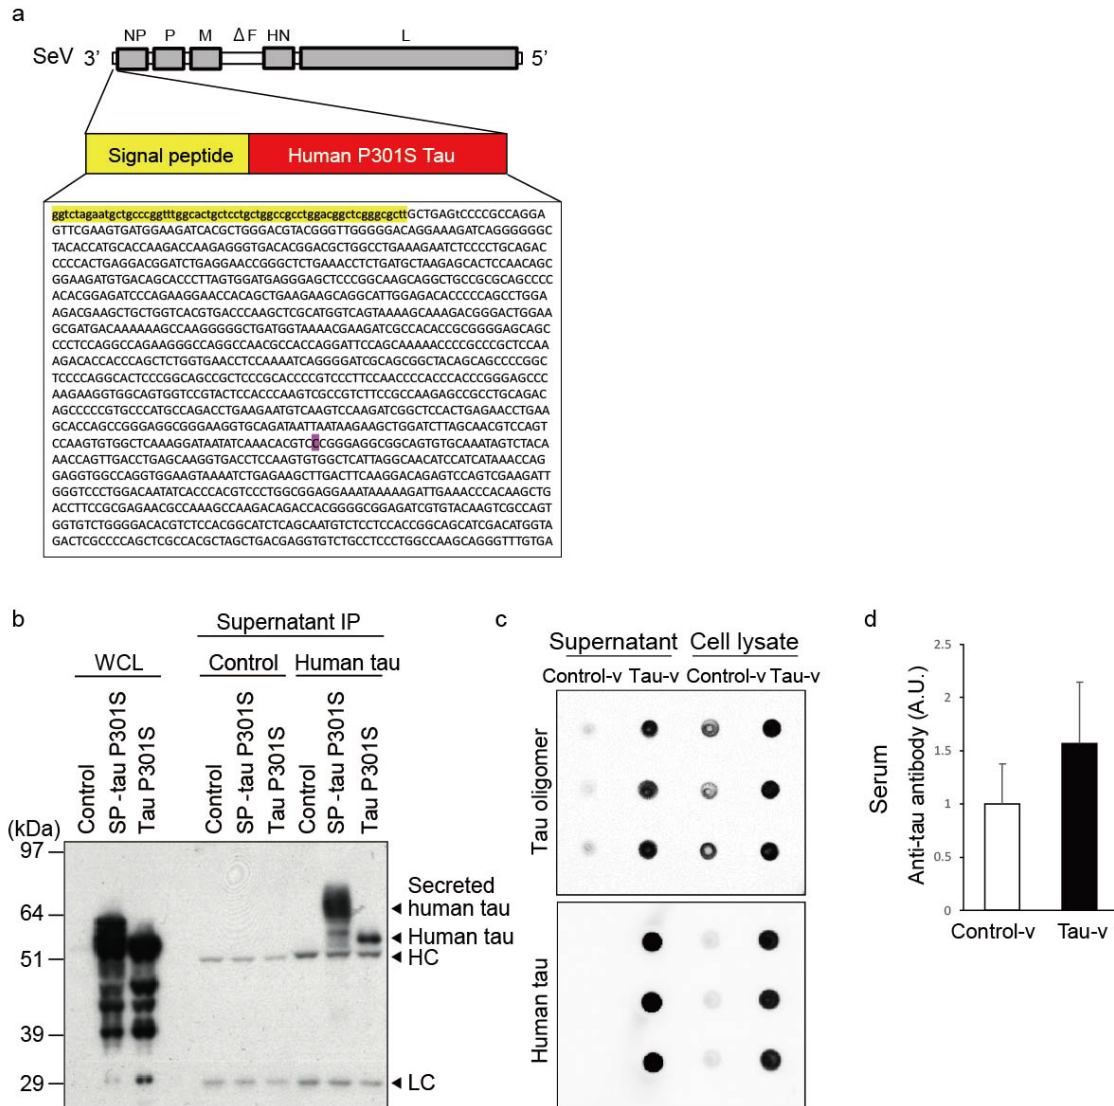 a
NP P M ΔF HN L
SeV 3’ 5’
Signal peptide Human P301S Tau
ggtctagaatgctgcccggtttggcactgctcctgctggccgcctggacggctcgggcgcttGCTGAGtCCCCGCCAGGA
GTTCGAAGTGATGGAAGATCACGCTGGGACGTACGGGTTGGGGGACAGGAAAGATCAGGGGGGC
TACACCATGCACCAAGACCAAGAGGGTGACACGGACGCTGGCCTGAAAGAATCTCCCCTGCAGAC
CCCCACTGAGGACGGATCTGAGGAACCGGGCTCTGAAACCTCTGATGCTAAGAGCACTCCAACAGC
GGAAGATGTGACAGCACCCTTAGTGGATGAGGGAGCTCCCGGCAAGCAGGCTGCCGCGCAGCCCC
ACACGGAGATCCCAGAAGGAACCACAGCTGAAGAAGCAGGCATTGGAGACACCCCCAGCCTGGA
AGACGAAGCTGCTGGTCACGTGACCCAAGCTCGCATGGTCAGTAAAAGCAAAGACGGGACTGGAA
GCGATGACAAAAAAGCCAAGGGGGCTGATGGTAAAACGAAGATCGCCACACCGCGGGGAGCAGC
CCCTCCAGGCCAGAAGGGCCAGGCCAACGCCACCAGGATTCCAGCAAAAACCCCGCCCGCTCCAA
AGACACCACCCAGCTCTGGTGAACCTCCAAAATCAGGGGATCGCAGCGGCTACAGCAGCCCCGGC
TCCCCAGGCACTCCCGGCAGCCGCTCCCGCACCCCGTCCCTTCCAACCCCACCCACCCGGGAGCCC
AAGAAGGTGGCAGTGGTCCGTACTCCACCCAAGTCGCCGTCTTCCGCCAAGAGCCGCCTGCAGAC
AGCCCCCGTGCCCATGCCAGACCTGAAGAATGTCAAGTCCAAGATCGGCTCCACTGAGAACCTGAA
GCACCAGCCGGGAGGCGGGAAGGTGCAGATAATTAATAAGAAGCTGGATCTTAGCAACGTCCAGT
CCAAGTGTGGCTCAAAGGATAATATCAAACACGTCCCGGGAGGCGGCAGTGTGCAAATAGTCTACA
AACCAGTTGACCTGAGCAAGGTGACCTCCAAGTGTGGCTCATTAGGCAACATCCATCATAAACCAG
GAGGTGGCCAGGTGGAAGTAAAATCTGAGAAGCTTGACTTCAAGGACAGAGTCCAGTCGAAGATT
GGGTCCCTGGACAATATCACCCACGTCCCTGGCGGAGGAAATAAAAAGATTGAAACCCACAAGCTG
ACCTTCCGCGAGAACGCCAAAGCCAAGACAGACCACGGGGCGGAGATCGTGTACAAGTCGCCAGT
GGTGTCTGGGGACACGTCTCCACGGCATCTCAGCAATGTCTCCTCCACCGGCAGCATCGACATGGTA
GACTCGCCCCAGCTCGCCACGCTAGCTGACGAGGTGTCTGCCTCCCTGGCCAAGCAGGGTTTGTGA
b
Supernatant IP
WCL Control Human tau
Control
SP-tau P301S
Tau P301S
Control
SP-tau P301S
Tau P301S
Control
SP-tau P301S
Tau P301S
(kDa)
97
64
51
39
29
Secreted
human tau
Human tau
HC
LC
c
Supernatant Cell lysate
Control-v Tau-v Control-v Tau-v
Tau oligomer
Human tau
d
Serum
Anti-tau antibody (A.U.)
2.5
2
1.5
1
0.5
0
Control-v Tau-v